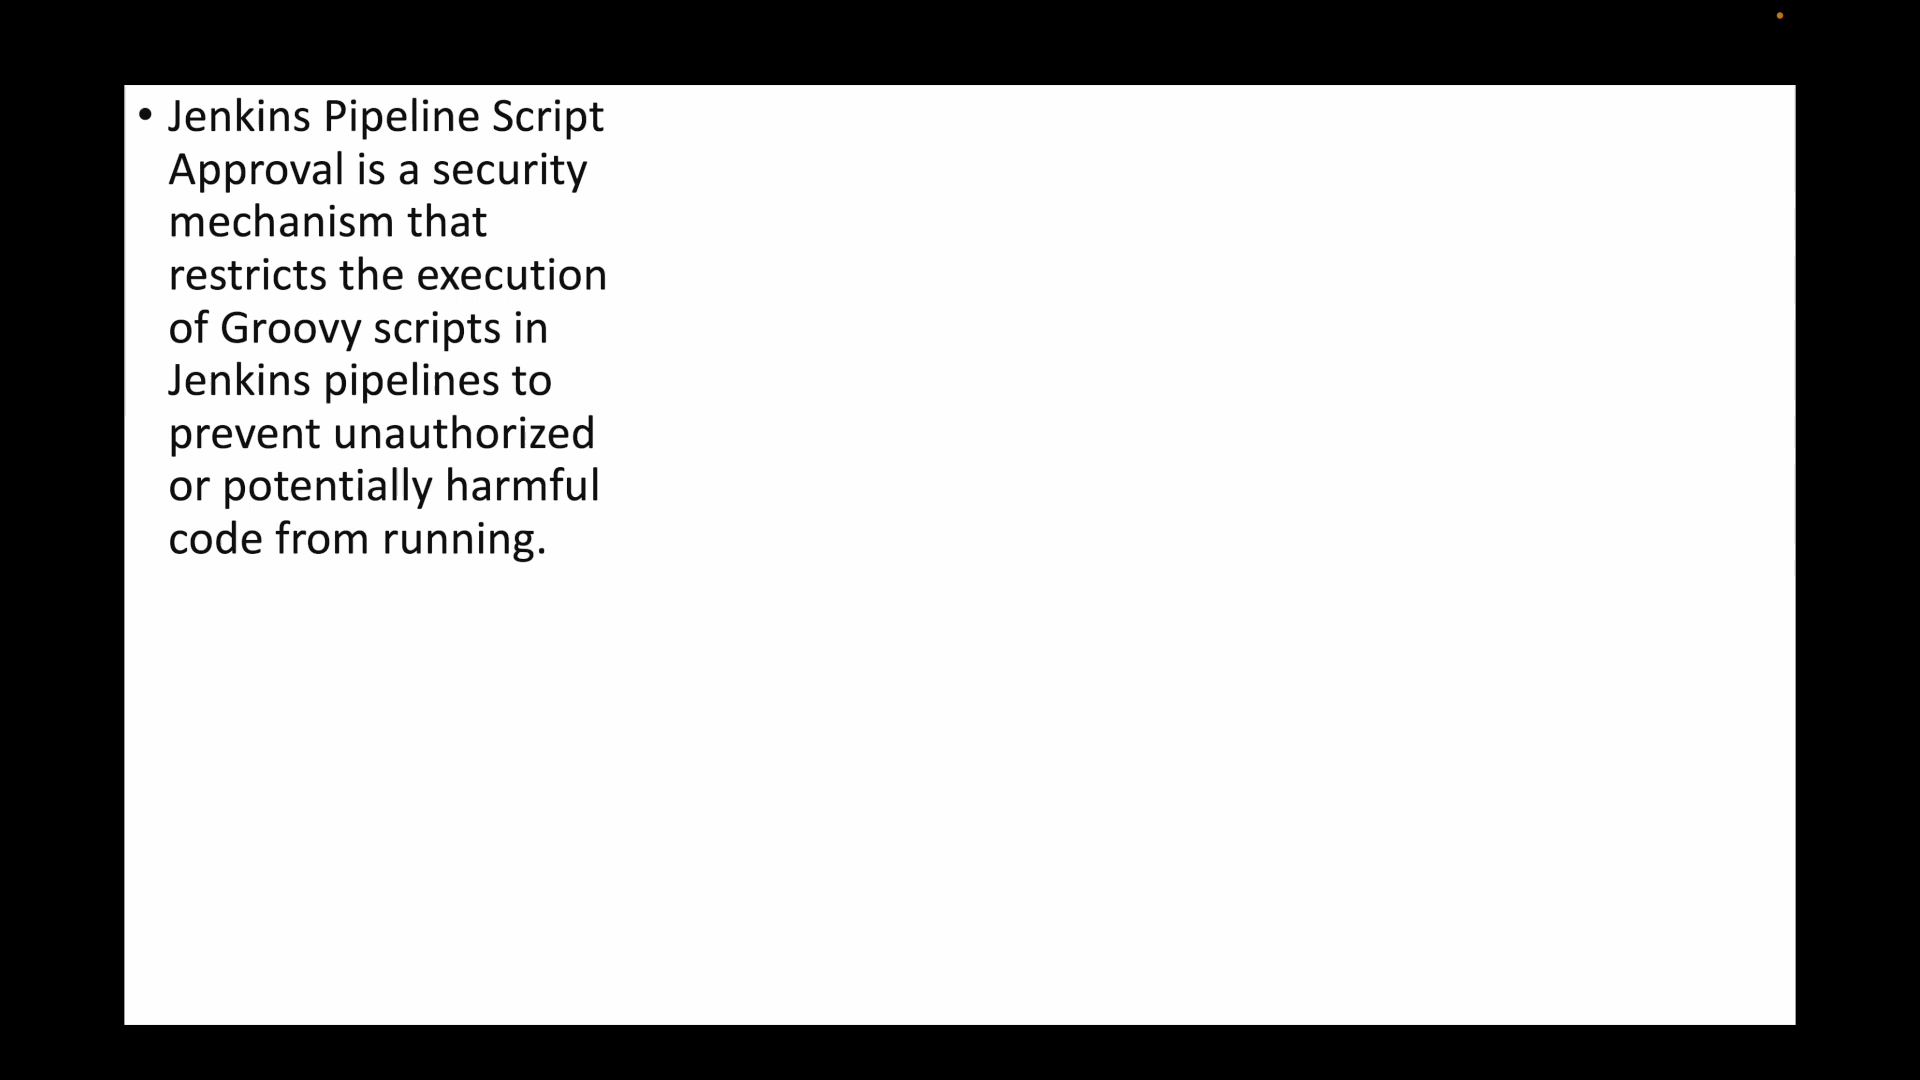 • Jenkins Pipeline Script
Approval is a security
mechanism that
restricts the execution
of Groovy scripts in
Jenkins pipelines to
prevent unauthorized
or potentially harmful
code from running.